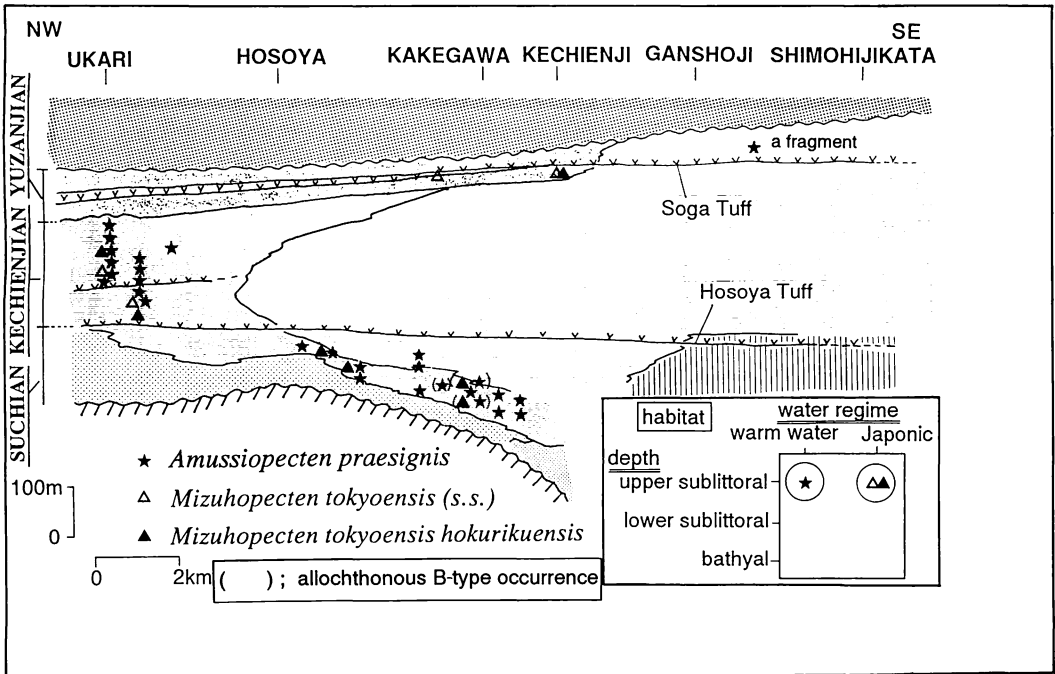 NW
SE
UKARI
HOSOYA
KAKEGAWA
KECHIENJI
GANSHOJI
SHIMOHIJIKATA
SUCHIAN KECHIENJIAN YUZANJIAN
a fragment
Soga Tuff
Hosoya Tuff
Amussiopecten praesignis
Mizuhopecten tokyoensis (s.s.)
Mizuhopecten tokyoensis hokurikuensis
100m
0
0 2km
( ) ; allochthonous B-type occurrence
habitat
water regime
warm water
Japonic
depth
upper sublittoral
lower sublittoral
bathyal